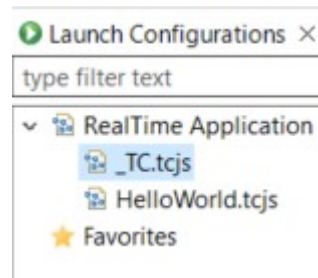 Launch Configurations
type filter text
RealTime Application
_TC.tcjs
HelloWorld.tcjs
Favorites